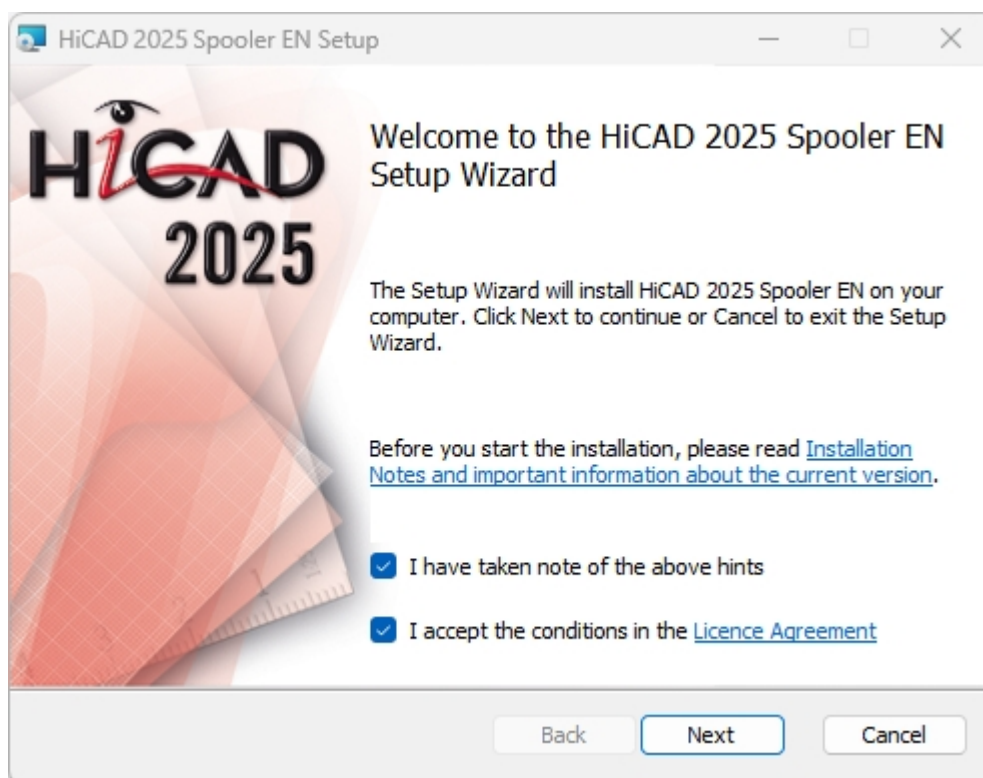 HiCAD 2025 Spooler EN Setup
HiCAD
2025
Welcome to the HiCAD 2025 Spooler EN
Setup Wizard
The Setup Wizard will install HiCAD 2025 Spooler EN on your
computer. Click Next to continue or Cancel to exit the Setup
Wizard.
Before you start the installation, please read Installation
Notes and important information about the current version.
I have taken note of the above hints
I accept the conditions in the Licence Agreement
Back
Next
Cancel